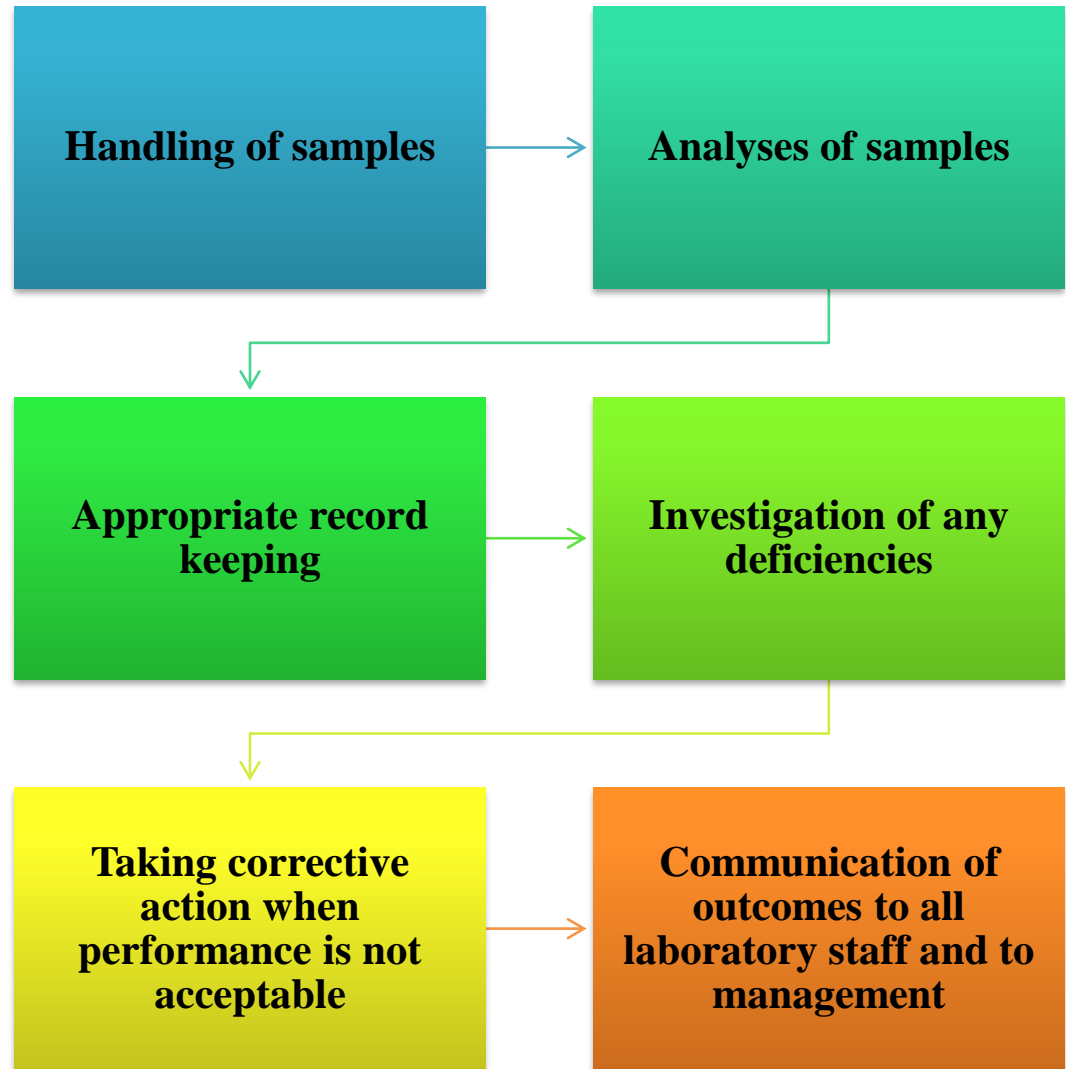 Handling of samples
Analyses of samples
Appropriate record
keeping
Investigation of any
deficiencies
Taking corrective
action when
performance is not
acceptable
Communication of
outcomes to all
laboratory staff and to
management